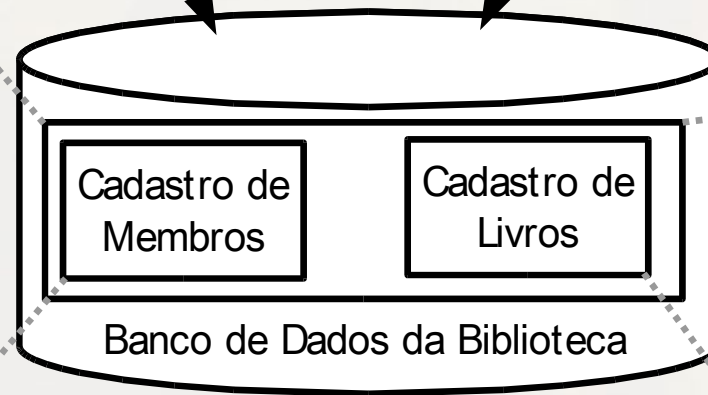 Cadastro de
Membros
Cadastro de
Livros
Banco de Dados da Biblioteca